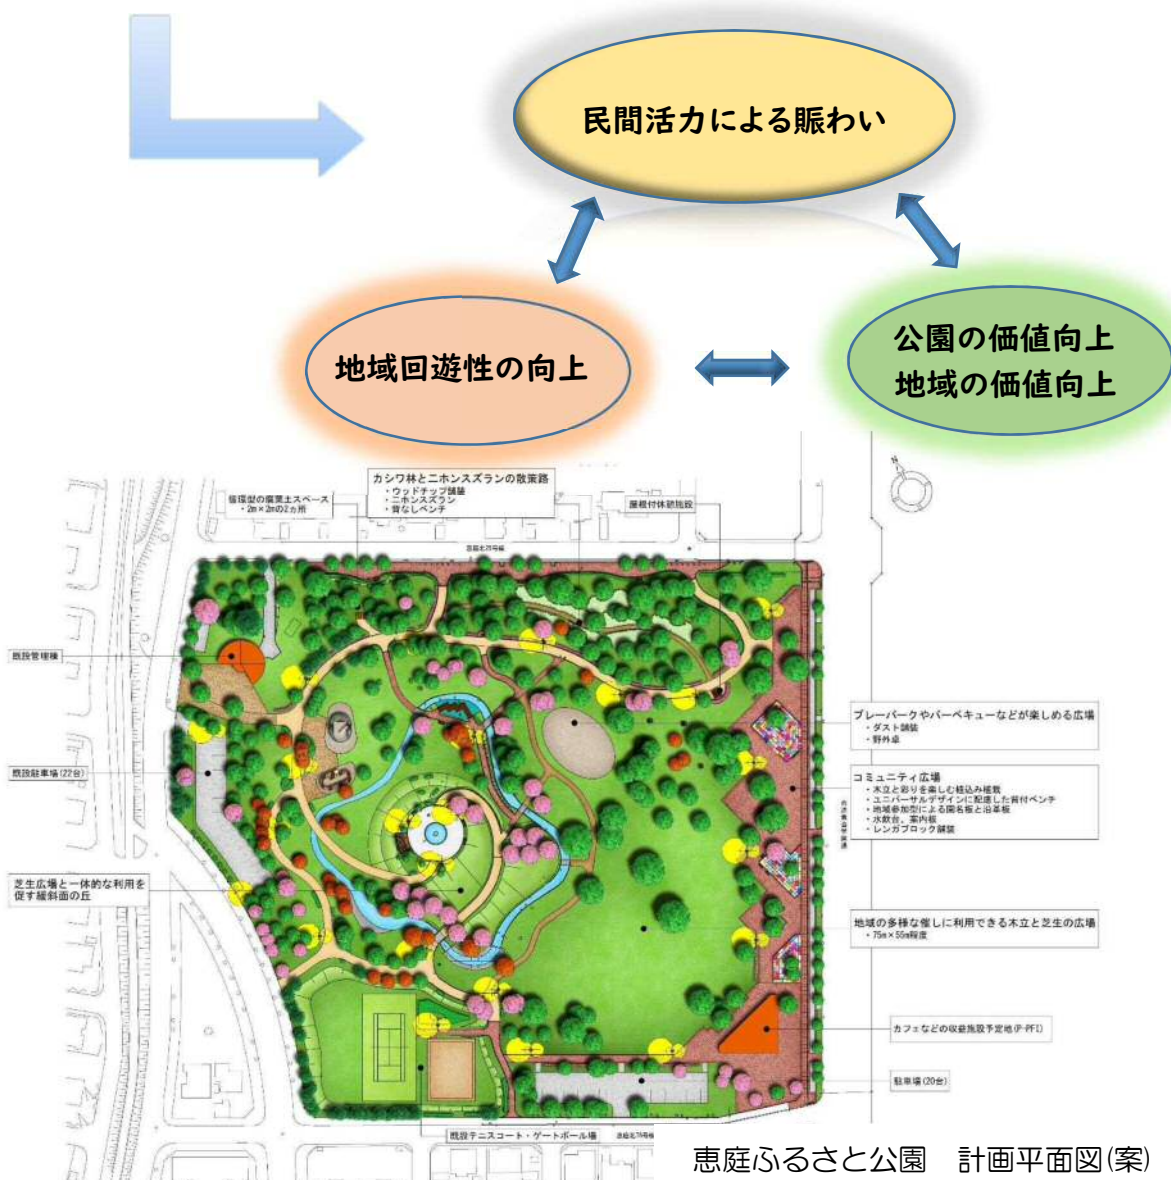 民間活力による賑わい
地域回遊性の向上
公園の価値向上
地域の価値向上
カシワ林とニホンスズランの散策路
・ウッドチップ舗装
・ニホンスズラン
・背なしベンチ
循環型の腐葉土スペース
・2m×2mの2ヵ所
屋根付休憩施設
N
既設管理棟
プレーパークやバーベキューなどが楽しめる広場
・ダスト舗装
・野外卓
既設駐車場(22台)
コミュニティ広場
・木立と彩りを楽しむ植込み植栽
・ユニバーサルデザインに配慮した背付ベンチ
・地域参加型による園名板と沿革板
・水飲台、案内板
・レンガブロック舗装
芝生広場と一体的な利用を
促す緩斜面の丘
地域の多様な催しに利用できる木立と芝生の広場
・75m×55m程度
カフェなどの収益施設予定地(P-PFI)
駐車場(20台)
既設テニスコート・ゲートボール場
恵庭ふるさと公園 計画平面図(案)